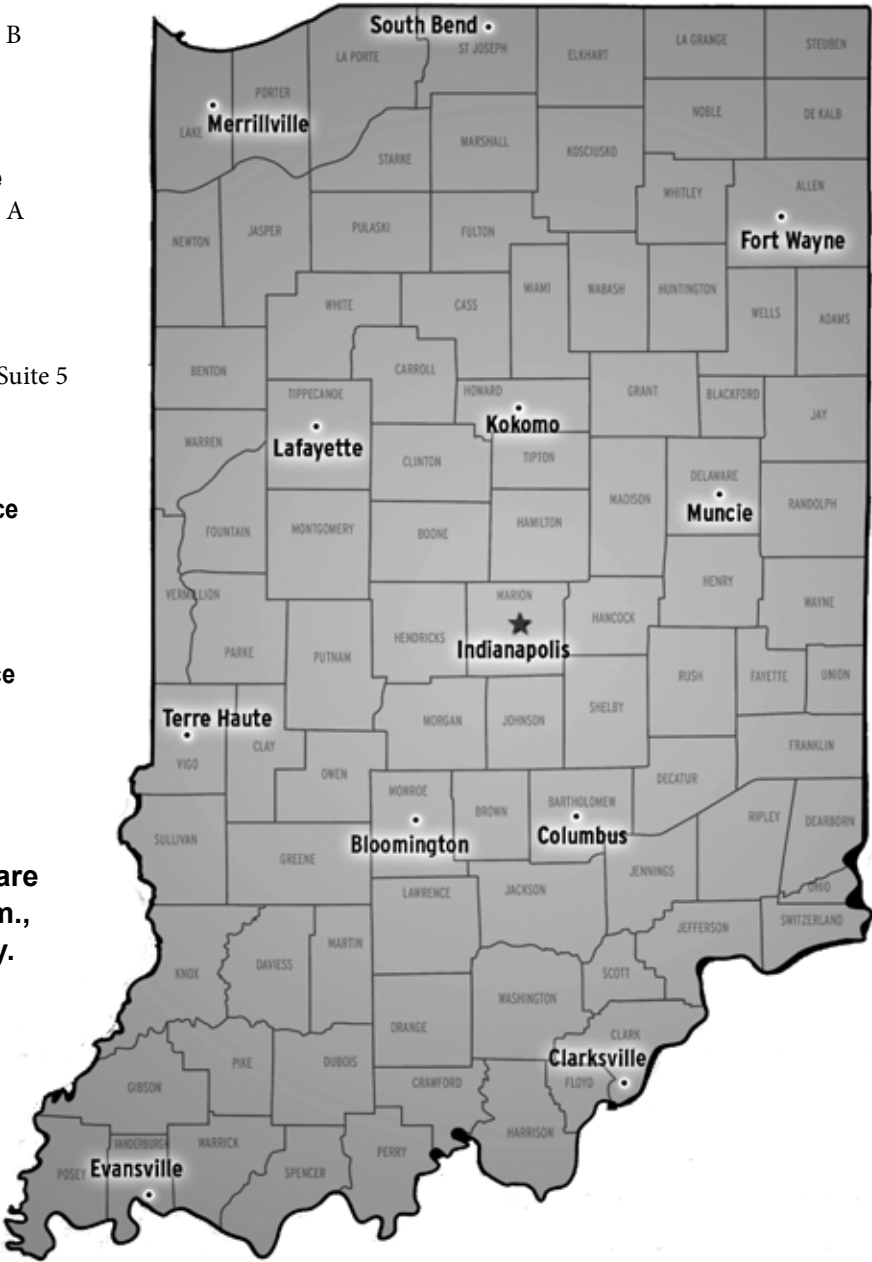 B
A
Suite 5
ce
ce
are
m.,
y.
South Bend
ST JOSEPH
LA PORTE
ELKHART
LA GRANGE
STEUBEN
PORTER
LAKE
Merrillville
NOBLE
DE KALB
STARKE
MARSHALL
KOSCIUSKO
WHITLEY
ALLEN
Fort Wayne
NEWTON
JASPER
PULASKI
FULTON
WHITE
CASS
MIAMI
WABASH
HUNTINGTON
WELLS
ADAMS
BENTON
CARROLL
TIPPECANOE
HOWARD
GRANT
BLACKFORD
JAY
Kokomo
WARREN
Lafayette
CLINTON
TIPTON
MADISON
DELAWARE
Muncie
RANDOLPH
FOUNTAIN
MONTGOMERY
BOONE
HAMILTON
VERMILLION
MARION
HENRY
WAYNE
PARKE
PUTNAM
HENDRICKS
Indianapolis
HANCOCK
RUSH
FAYETTE
UNION
Terre Haute
VIGO
CLAY
OWEN
MORGAN
JOHNSON
SHELBY
FRANKLIN
DECATUR
MONROE
BROWN
BARTHOLOMEW
RIPLEY
DEARBORN
Bloomington
Columbus
SULLIVAN
GREENE
LAWRENCE
JACKSON
JENNINGS
OHIO
SWITZERLAND
JEFFERSON
KNOX
DAVIESS
MARTIN
SCOTT
WASHINGTON
ORANGE
CLARK
Clarksville
GIBSON
PIKE
DUBOIS
CRAWFORD
FLOYD
HARRISON
POSEY
VANDERBURGH
WARRICK
SPENCER
PERRY
Evansville